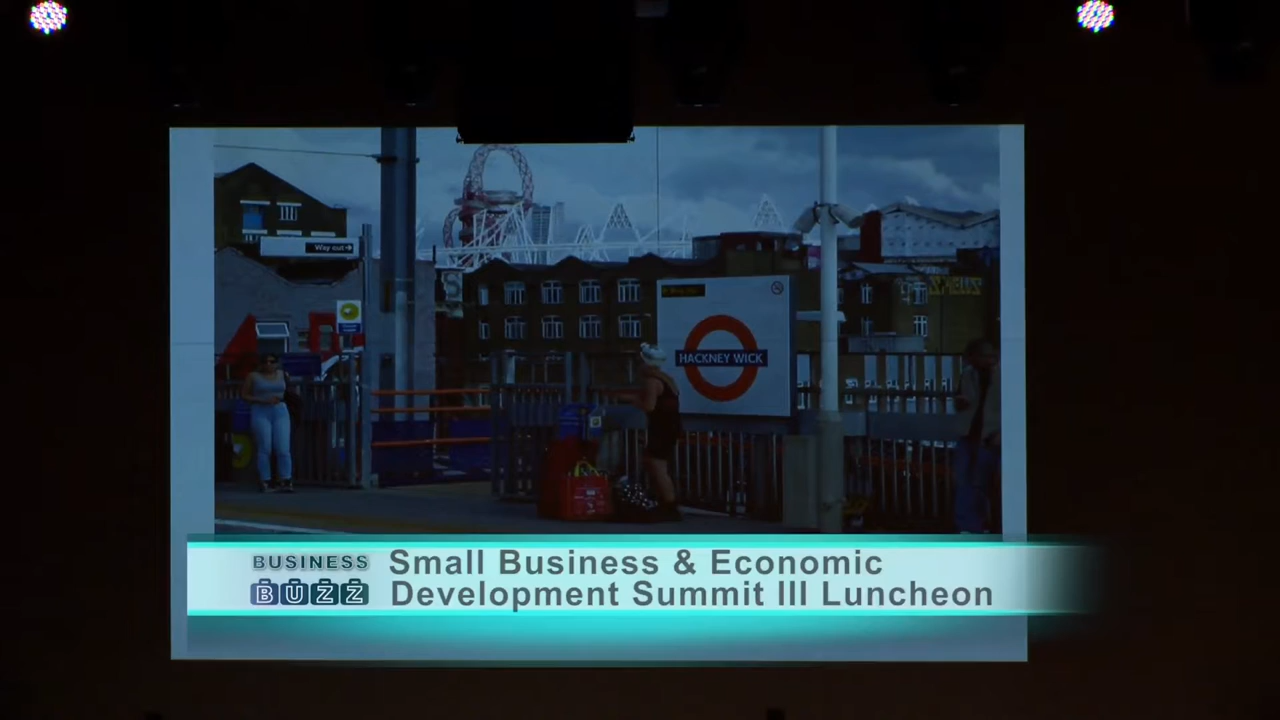 Way out
HACKNEY WICK
BUSINESS
BUZZ
Small Business & Economic
Development Summit III Luncheon